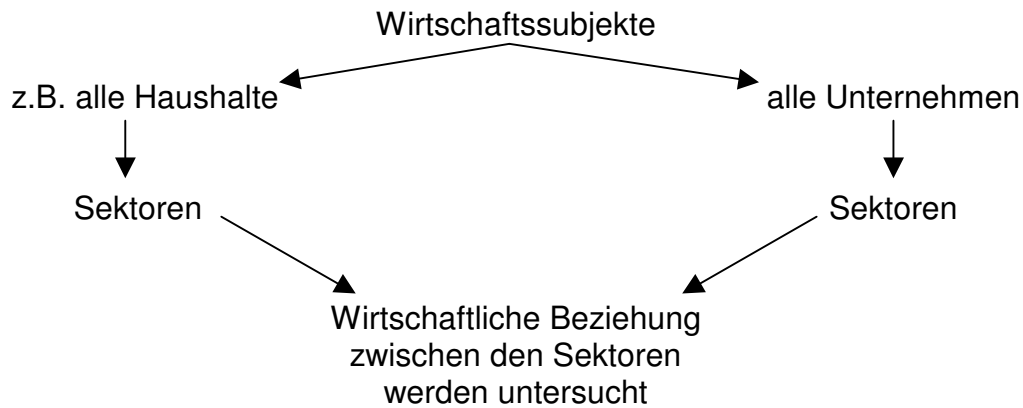 Wirtschaftssubjekte
z.B. alle Haushalte
alle Unternehmen
Sektoren
Sektoren
Wirtschaftliche Beziehung
zwischen den Sektoren
werden untersucht